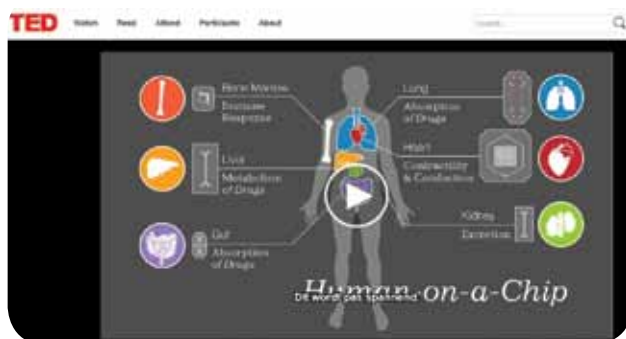 TED Watch Read Attend Participate About
Bone Marrow
Immune
Response
Lung
Absorption
of Drugs
Liver
Metabolism
of Drugs
Heart
Contractility
& Conduction
Gut
Absorption
of Drugs
Kidney
Excretion
Human-on-a-Chip
Dit wordt pas spannend.